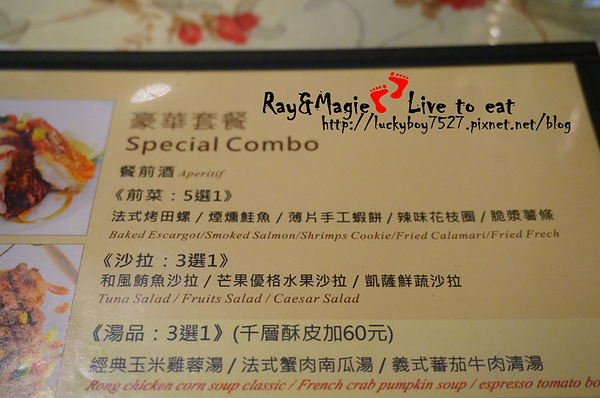 Ray&Magie Live to eat
http://luckyboy7527.pixnet.net/blog
豪華套餐
Special Combo
餐前酒 Aperitif
《前菜：5選1》
法式烤田螺 / 煙燻鮭魚 / 薄片手工蝦餅 / 辣味花枝圈 / 脆漿薯條
Baked Escargot/Smoked Salmon/Shrimps Cookie/Fried Calamari/Fried Frech
《沙拉：3選1》
和風鮪魚沙拉 / 芒果優格水果沙拉 / 凱薩鮮蔬沙拉
Tuna Salad / Fruits Salad / Caesar Salad
《湯品：3選1》(千層酥皮加60元)
經典玉米雞蓉湯 / 法式蟹肉南瓜湯 / 義式蕃茄牛肉清湯
Rong chicken corn soup classic / French crab pumpkin soup / espresso tomato bo